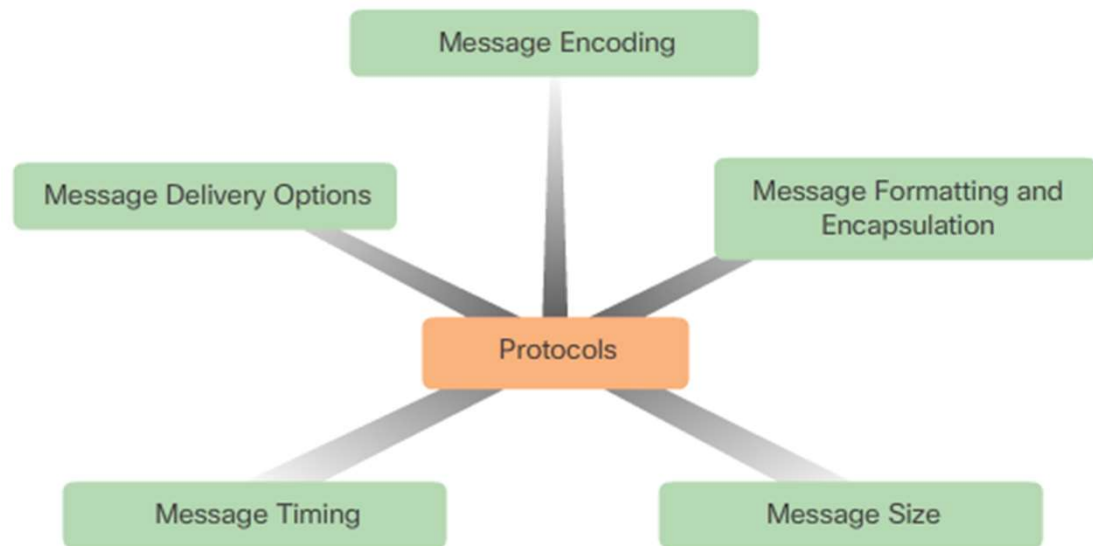 Message Encoding
Message Delivery Options
Message Formatting and
Encapsulation
Protocols
Message Timing
Message Size